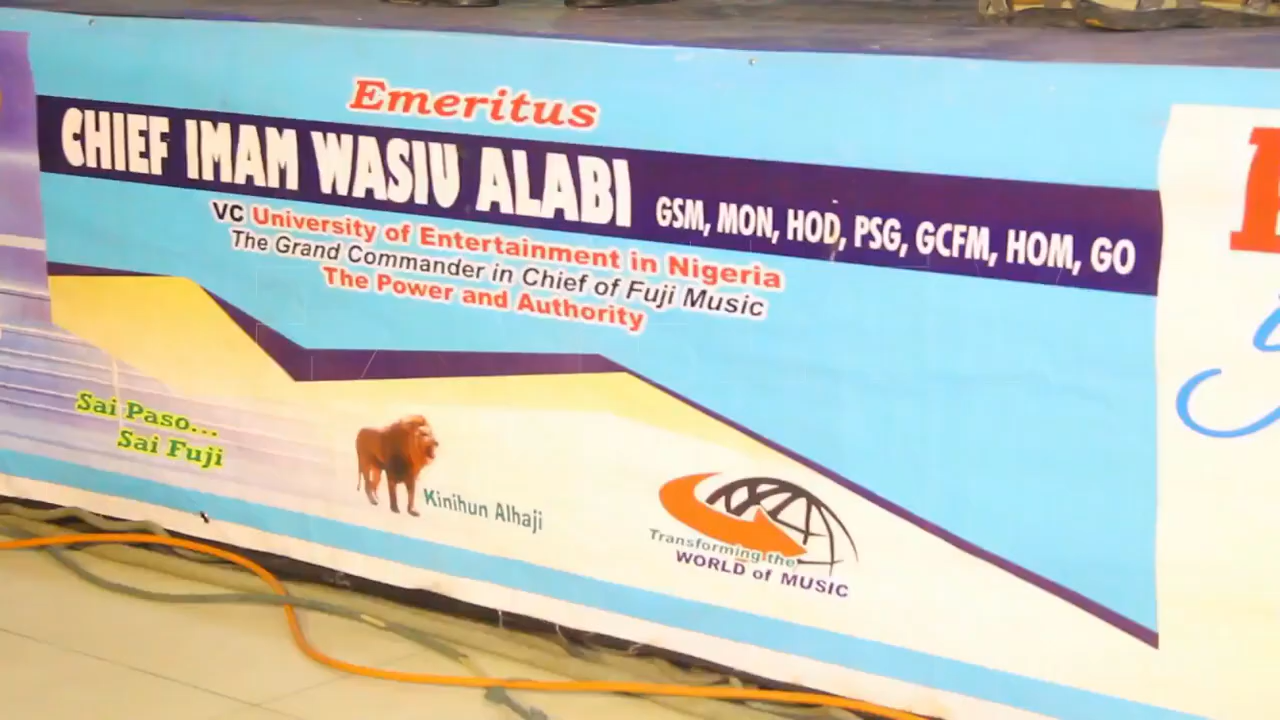 Emeritus
CHIEF IMAM WASIU ALABI GSM, MON, HOD, PSG, GCFM, HOM, GO
VC University of Entertainment in Nigeria
The Grand Commander in Chief of Fuji Music
The Power and Authority
Sai Paso...
Sai Fuji
Kinihun Alhaji
Transforming the
WORLD of MUSIC